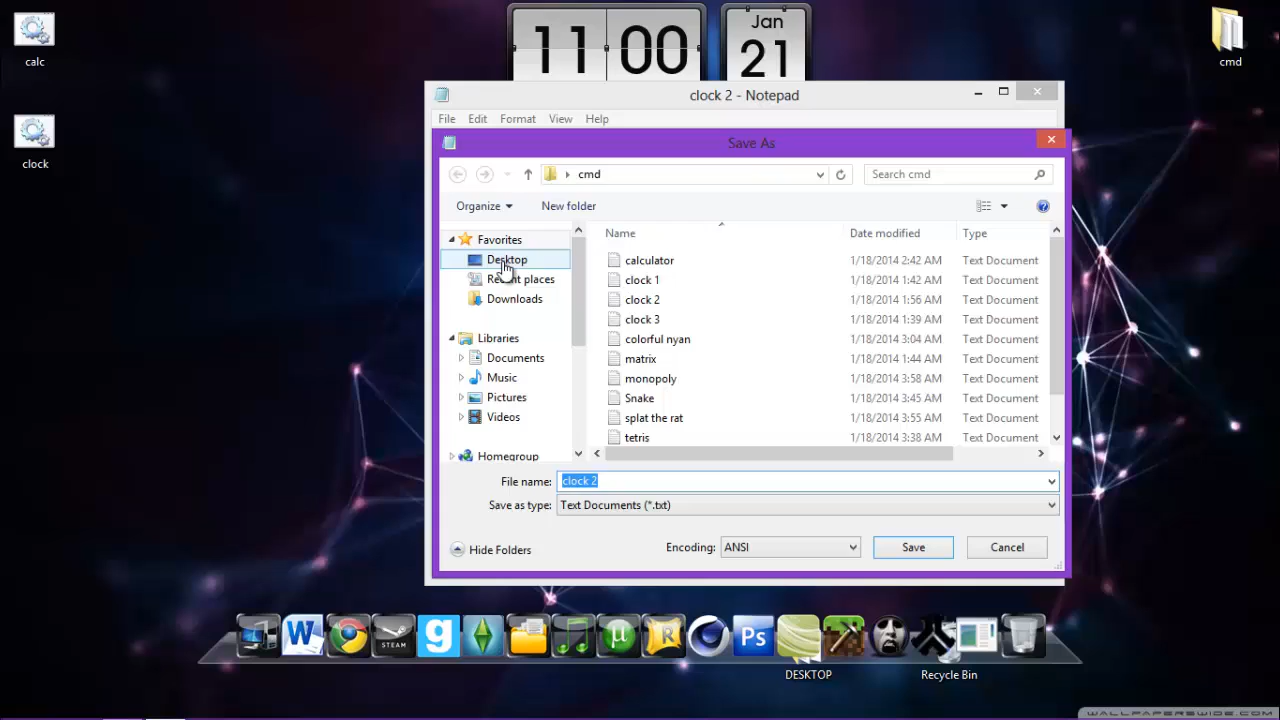 calc
clock
11 00
Jan
21
cmd
clock 2 - Notepad
File Edit Format View Help
Save As
cmd
Search cmd
Organize
New folder
Favorites
Desktop
Recent places
Downloads
Libraries
Documents
Music
Pictures
Videos
Homegroup
Name Date modified Type
calculator 1/18/2014 2:42 AM Text Document
clock 1 1/18/2014 1:42 AM Text Document
clock 2 1/18/2014 1:56 AM Text Document
clock 3 1/18/2014 1:39 AM Text Document
colorful nyan 1/18/2014 3:04 AM Text Document
matrix 1/18/2014 1:44 AM Text Document
monopoly 1/18/2014 3:58 AM Text Document
Snake 1/18/2014 3:45 AM Text Document
splat the rat 1/18/2014 3:55 AM Text Document
tetris 1/18/2014 3:38 AM Text Document
File name: clock 2
Save as type: Text Documents (*.txt)
Hide Folders
Encoding: ANSI
Save
Cancel
W
STEAM
g
µ
R
Ps
DESKTOP
Recycle Bin
WALLPAPERSWIDE.COM